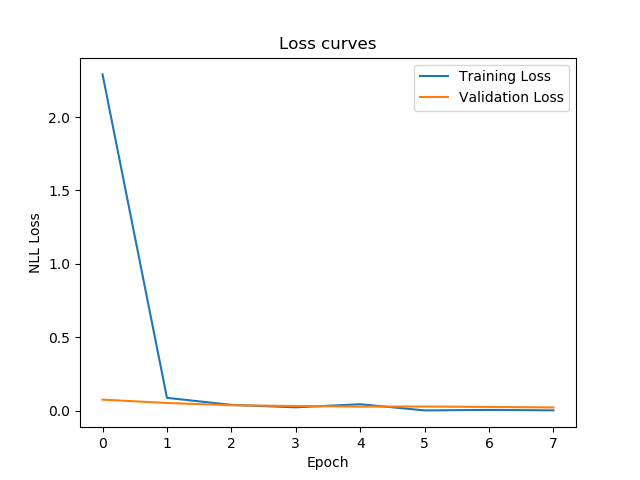 Loss curves
Training Loss
Validation Loss
2.0
1.5
1.0
0.5
0.0
NLL Loss
0 1 2 3 4 5 6 7
Epoch